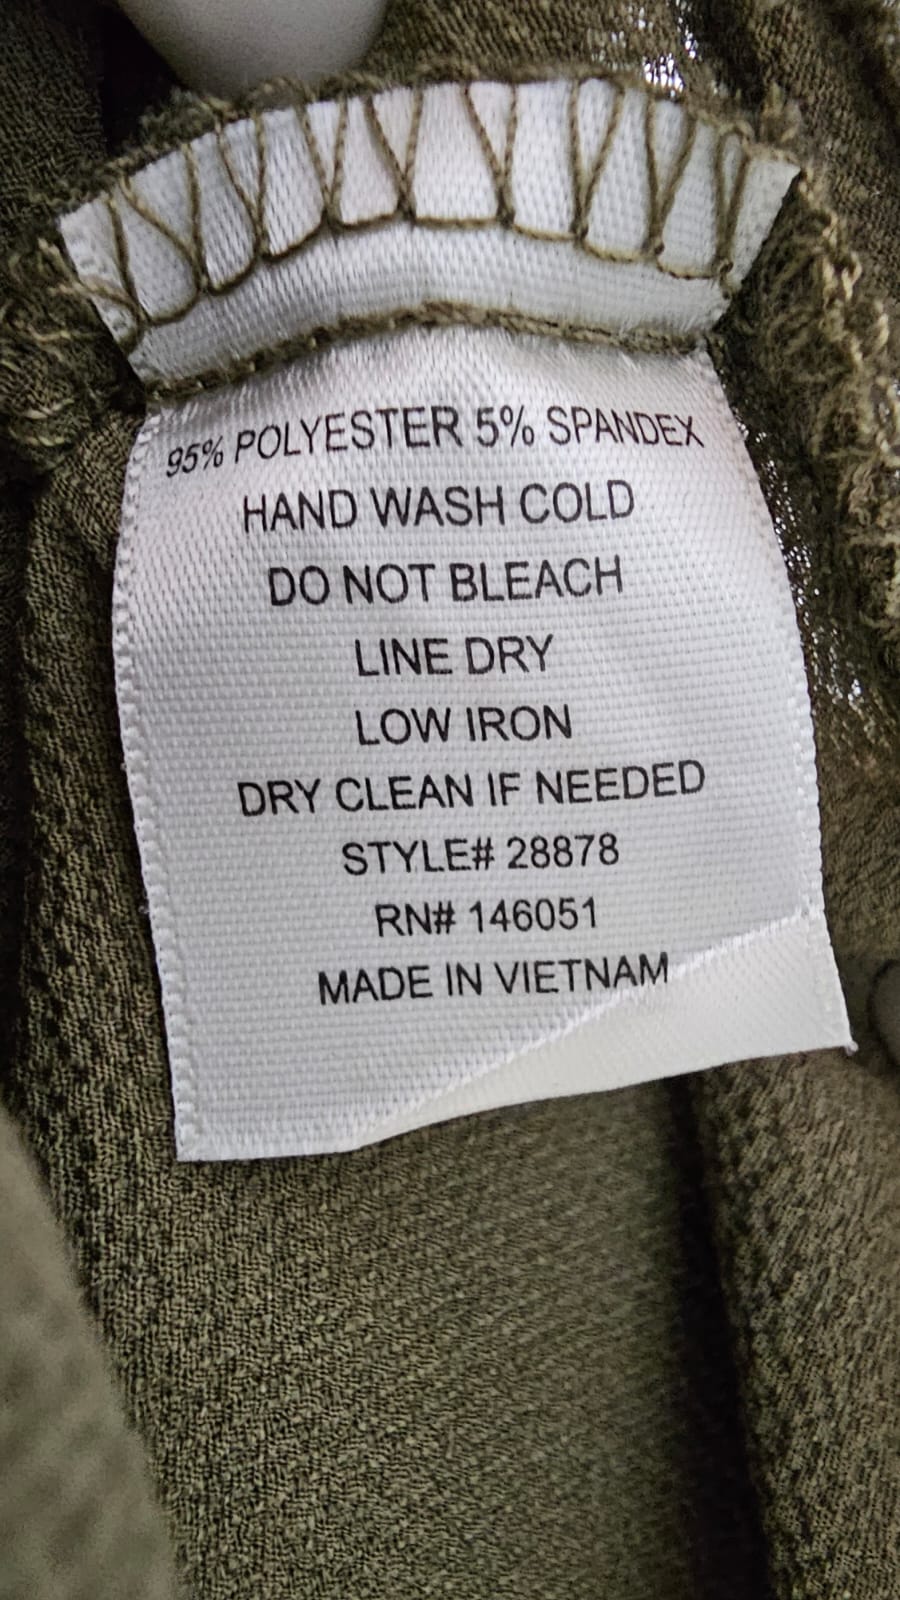 95% POLYESTER 5% SPANDEX
HAND WASH COLD
DO NOT BLEACH
LINE DRY
LOW IRON
DRY CLEAN IF NEEDED
STYLE# 28878
RN# 146051
MADE IN VIETNAM